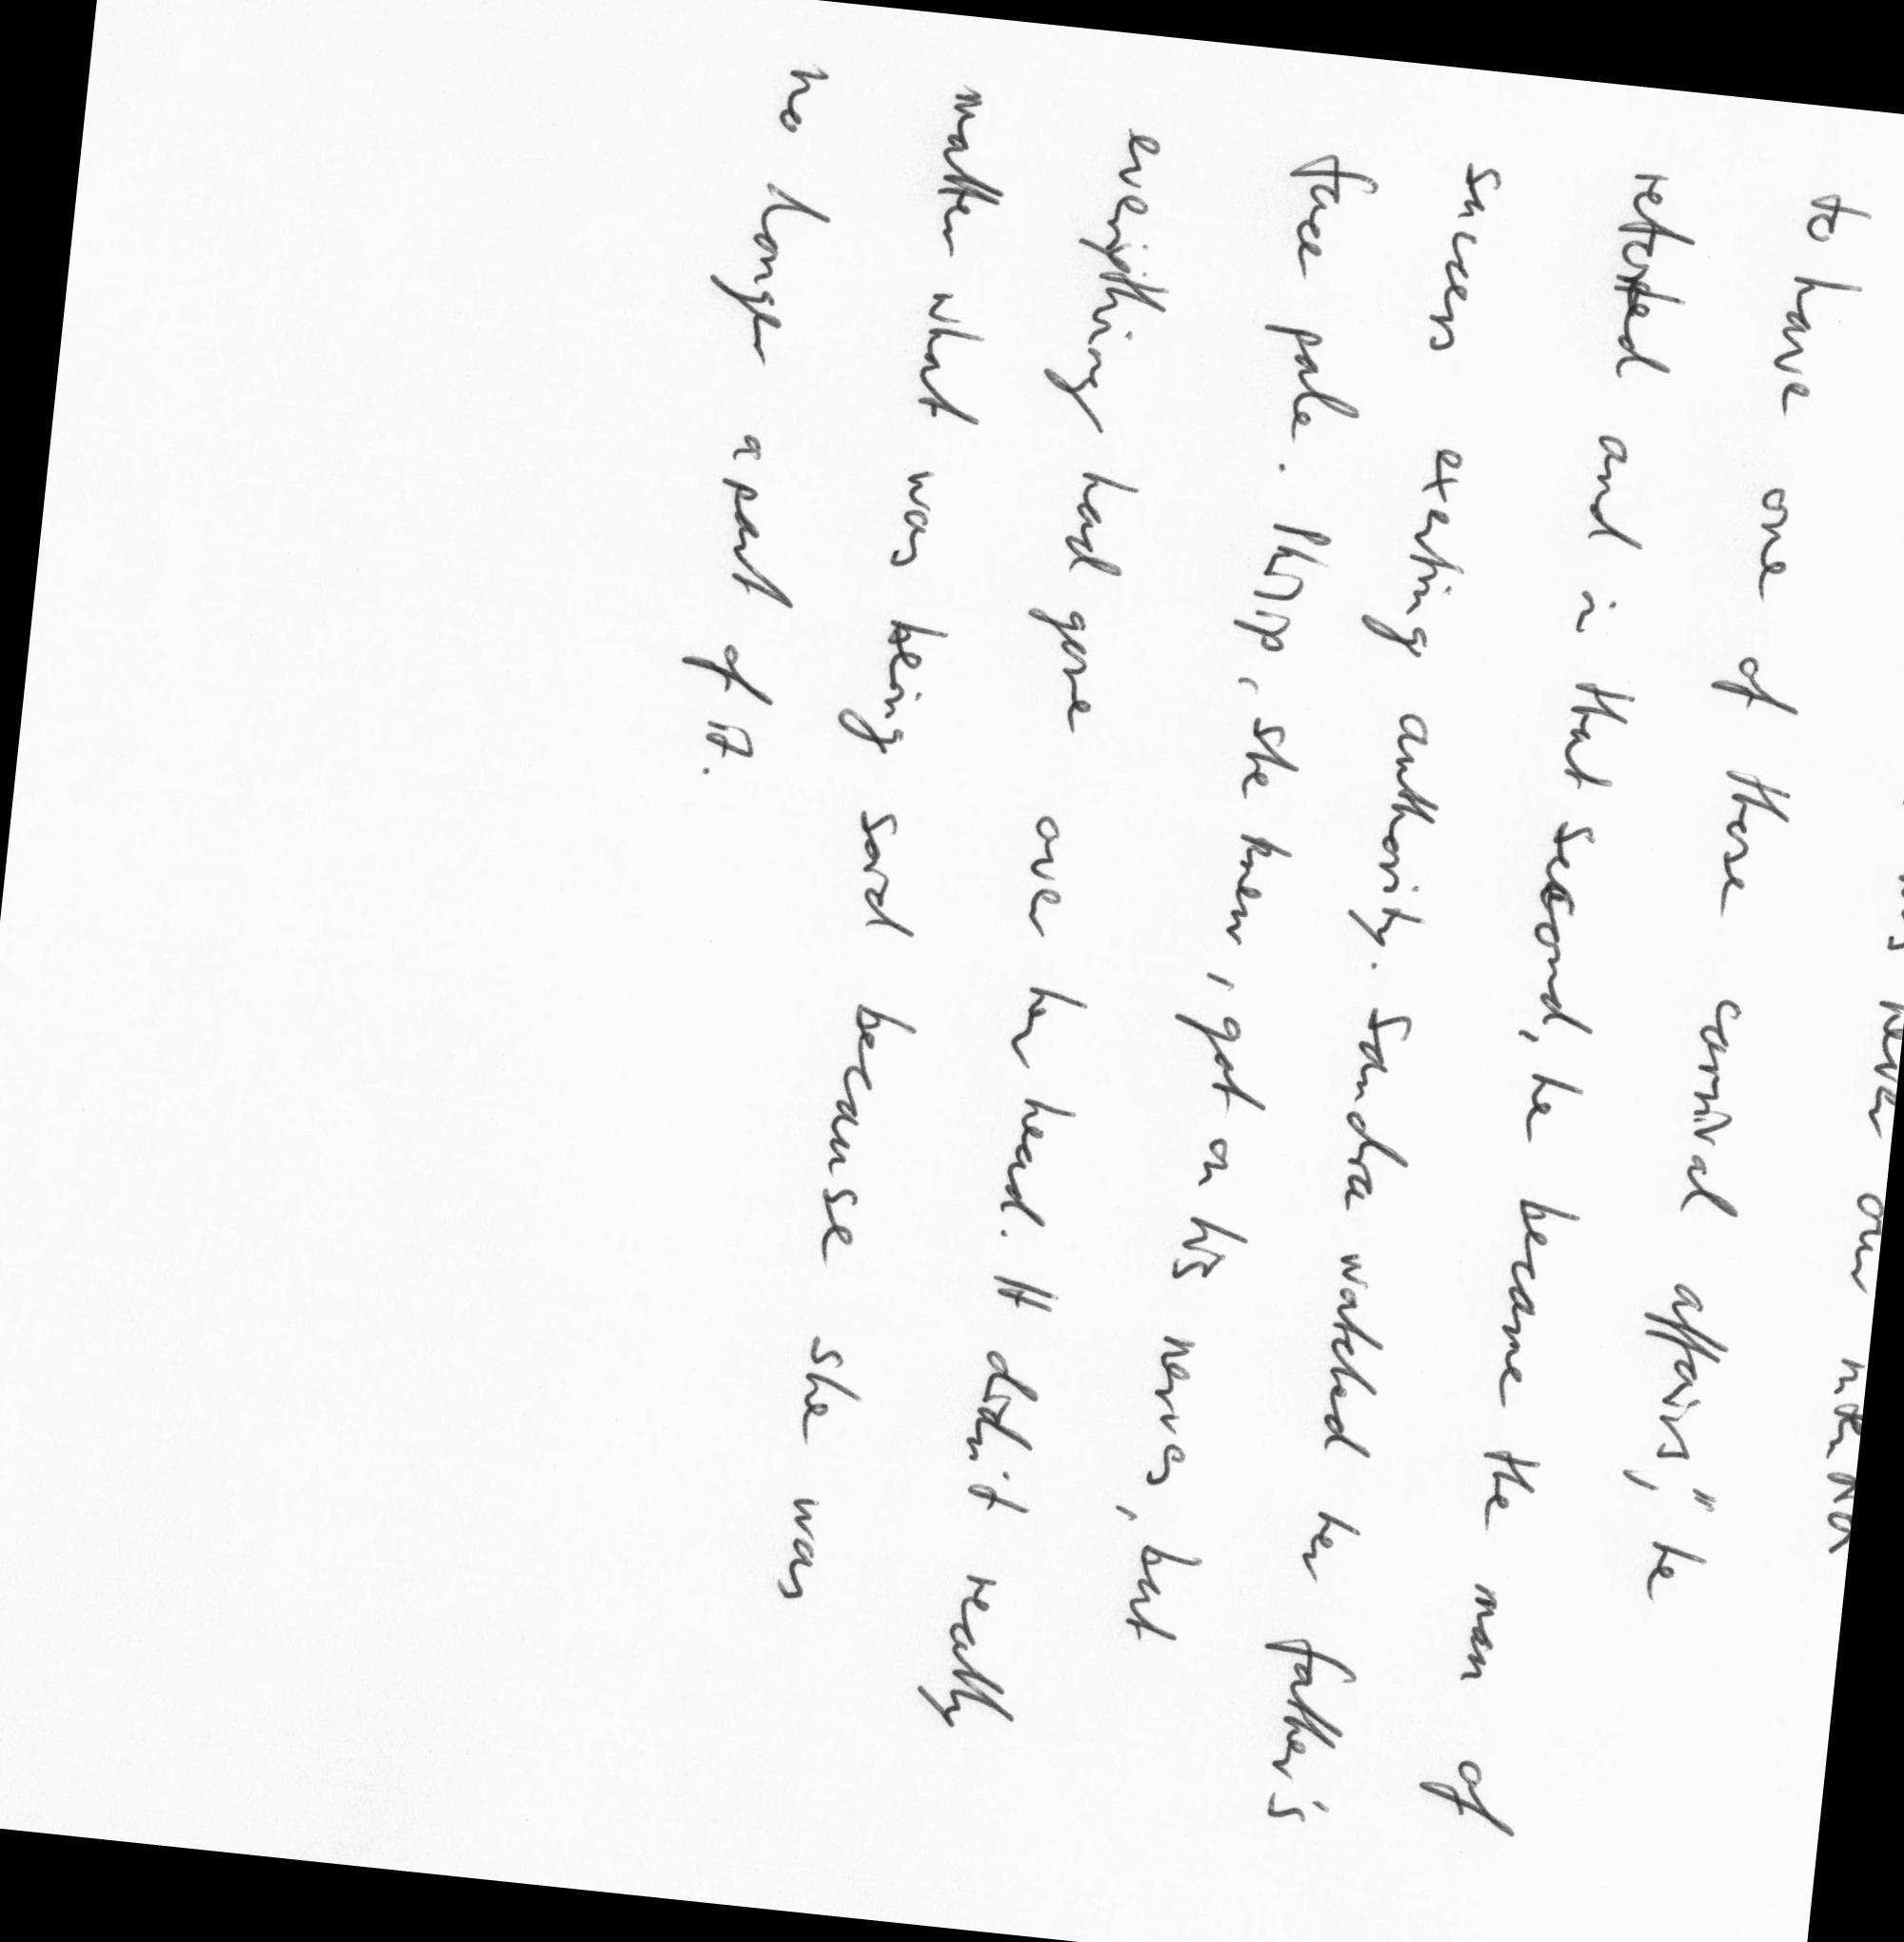 never our
to have one of those carnival affairs," he
retorted and in that second, he became the man of
success exerting authority. Sandra watched her father's
face pale. Philip, she knew, got on his nerves, but
everything had gone over her head. It didn't really
matter what was being said because she was
no longer a part of it.